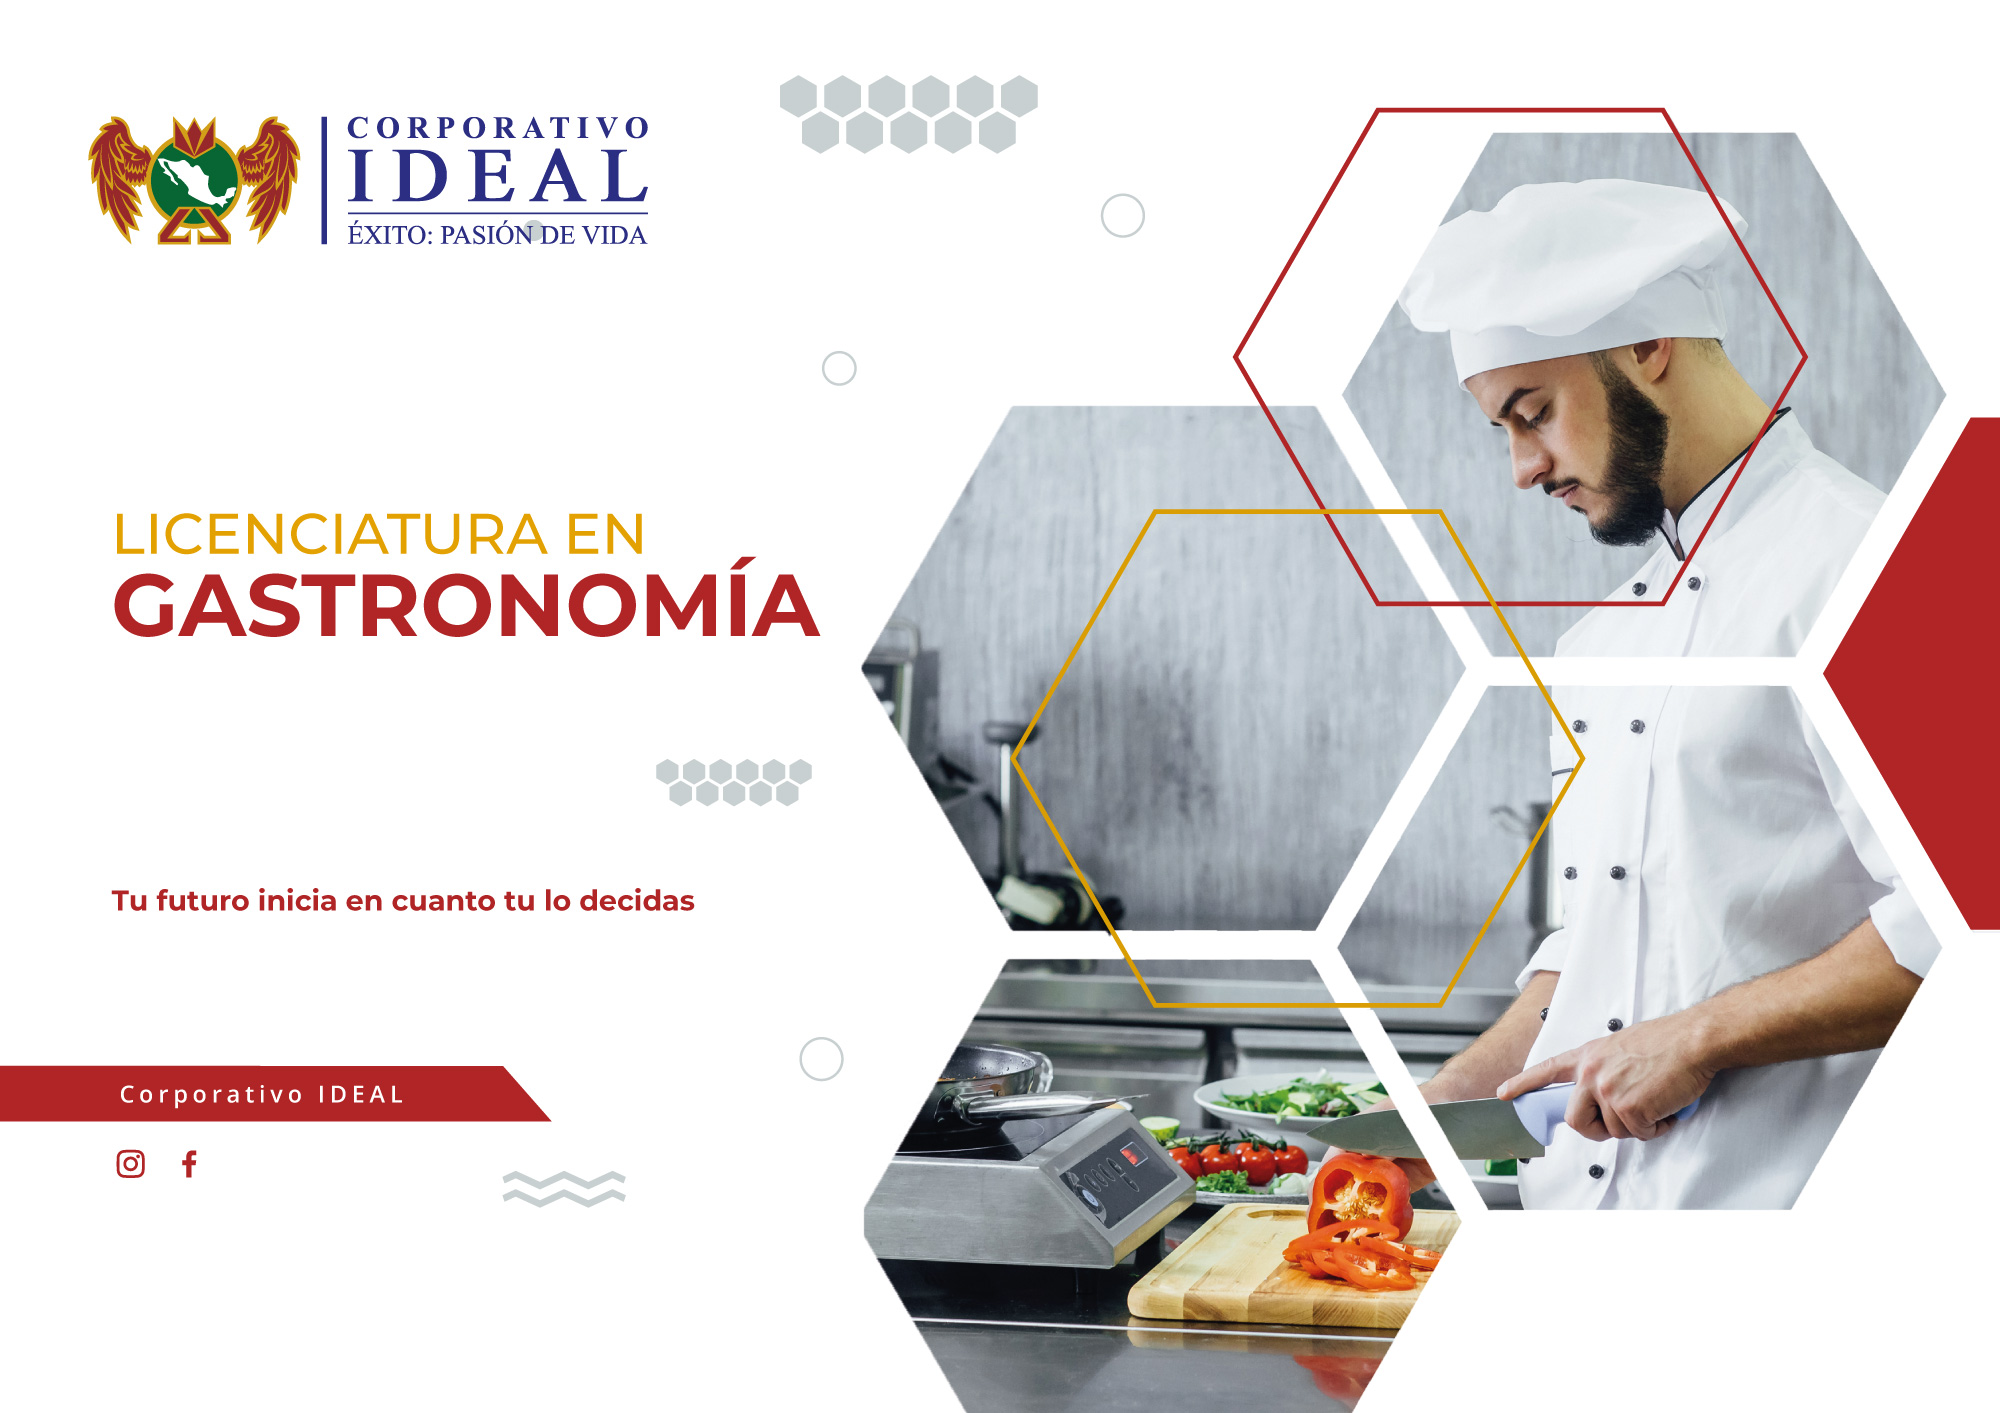 CORPORATIVO
IDEAL
ÉXITO: PASIÓN DE VIDA
LICENCIATURA EN
GASTRONOMÍA
Tu futuro inicia en cuanto tu lo decidas
Corporativo IDEAL